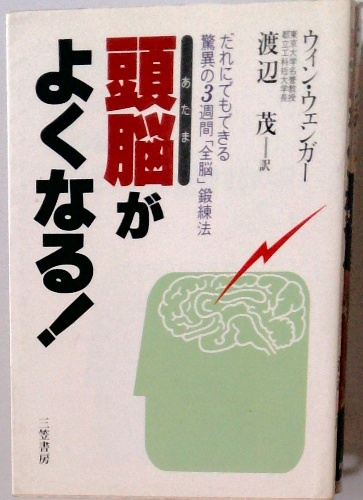 ウィン・ウェンガー
東京大学名誉教授
都立工科短大学長
渡辺 茂──訳
だれにでもできる
驚異の3週間「全脳」鍛練法
あたま
頭脳が
よくなる!
三笠書房